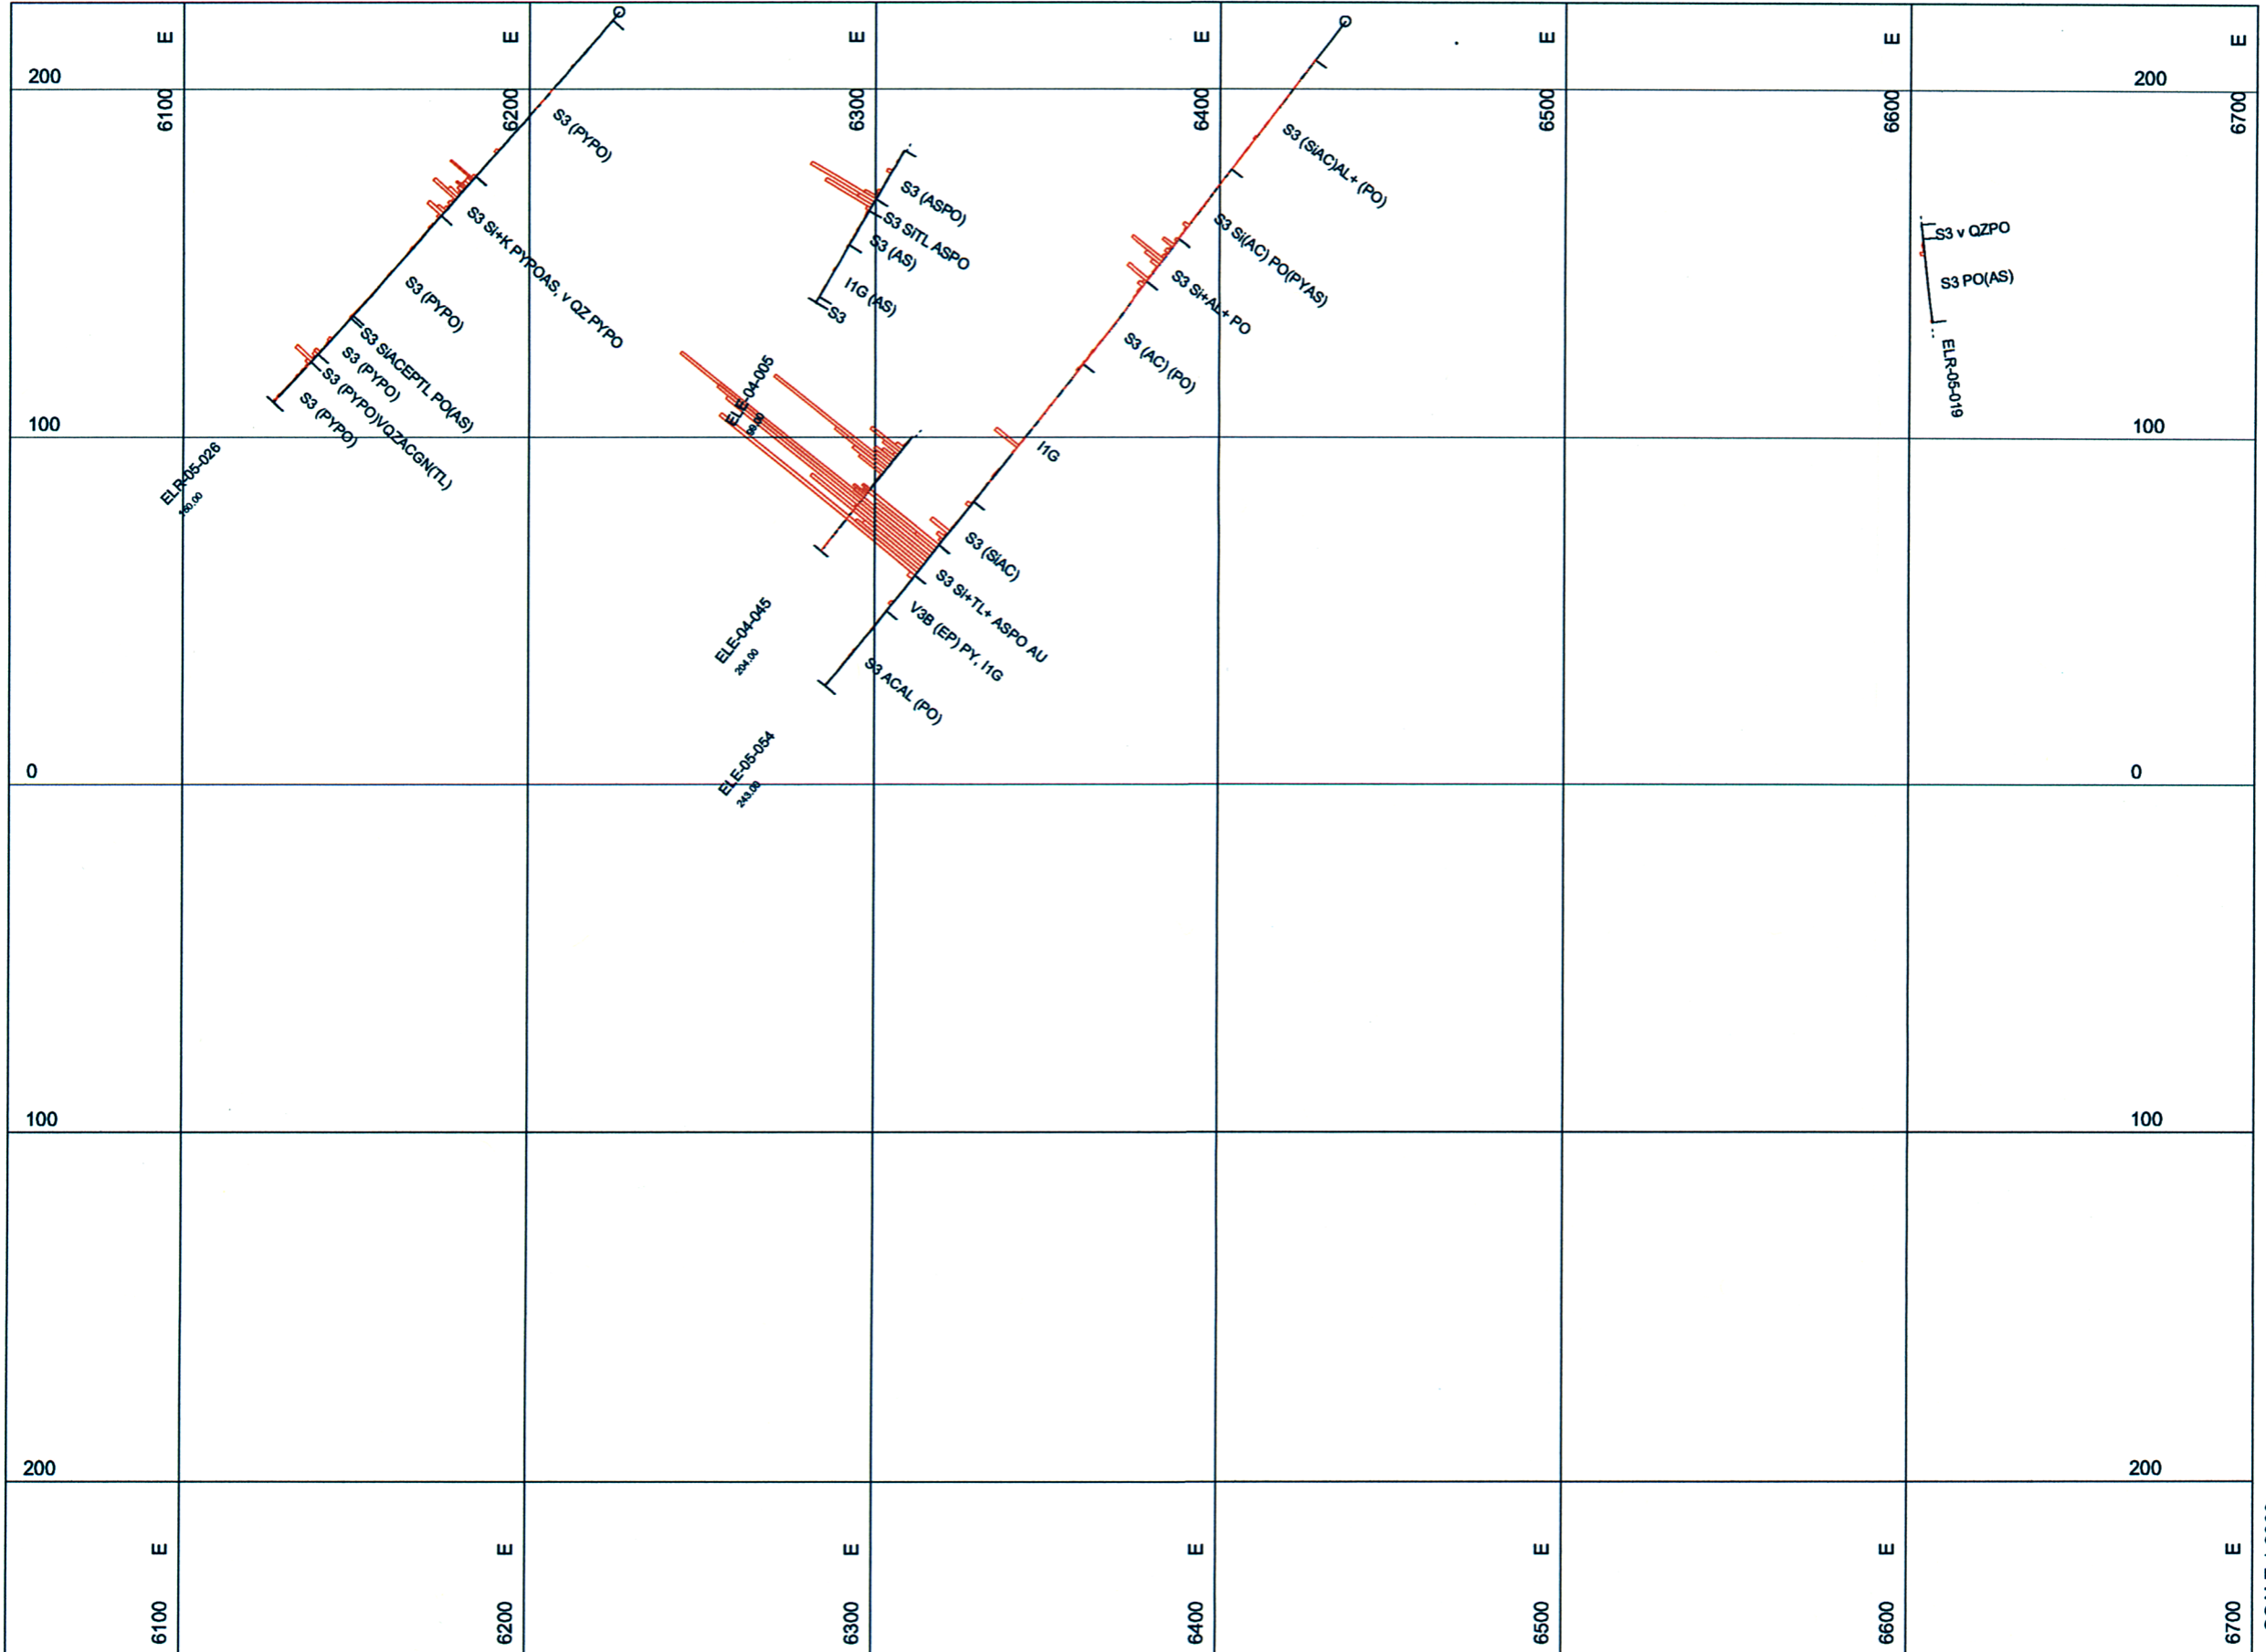 E
E
E
E
E
E
E
200
200
6100
6200
6300
6400
6500
6600
6700
S3 (PYPO)
S3 Si+K PYPOAS, v QZ PYPO
S3 (PYPO)
S3 SiACEPTL PO(AS)
S3 (PYPO)
S3 (PYPO)VQZACGN(TL)
S3 (PYPO)
ELR-05-026
160.00
S3 (ASPO)
S3 SiTL ASPO
S3 (AS)
I1G (AS)
S3
ELE-04-005
S3 (SiAC)AL+ (PO)
S3 Si(AC) PO(PYAS)
S3 Si+AL+ PO
S3 (AC) (PO)
I1G
S3 (SiAC)
S3 Si+TL+ ASPO AU
V3B (EP) PY, I1G
S3 ACAL (PO)
S3 v QZPO
S3 PO(AS)
ELR-05-019
100
100
ELE-04-045
204.00
ELE-05-054
243.00
0
0
100
100
200
200
E
E
E
E
E
E
E
6100
6200
6300
6400
6500
6600
6700